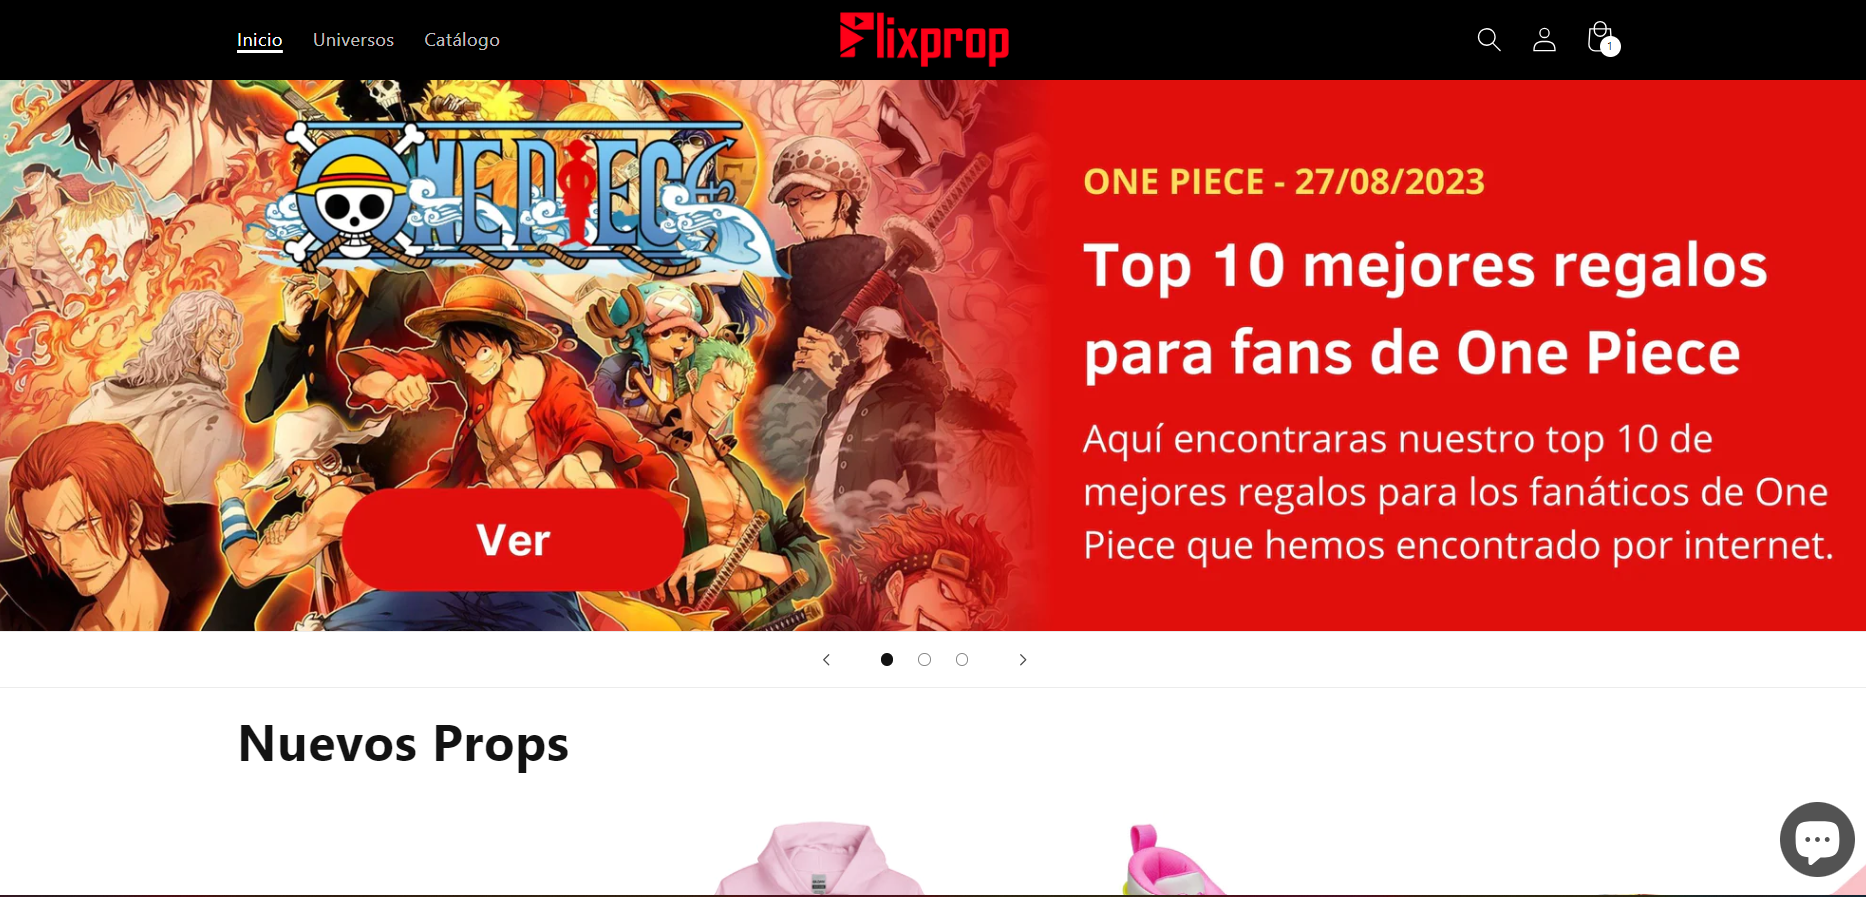 Inicio
Universos
Catálogo
Plixprop
1
ONE PIECE
ONE PIECE - 27/08/2023
Top 10 mejores regalos
para fans de One Piece
Aquí encontraras nuestro top 10 de
mejores regalos para los fanáticos de One
Piece que hemos encontrado por internet.
Ver
Nuevos Props